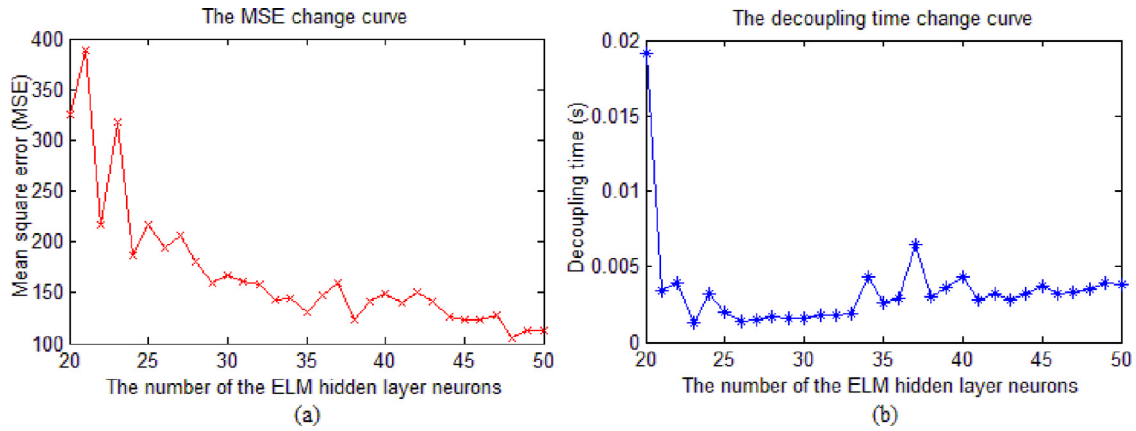 The MSE change curve
400
350
300
250
200
150
100
20 25 30 35 40 45 50
Mean square error (MSE)
The number of the ELM hidden layer neurons
(a)
The decoupling time change curve
0.02
0.015
0.01
0.005
0
20 25 30 35 40 45 50
Decoupling time (s)
The number of the ELM hidden layer neurons
(b)